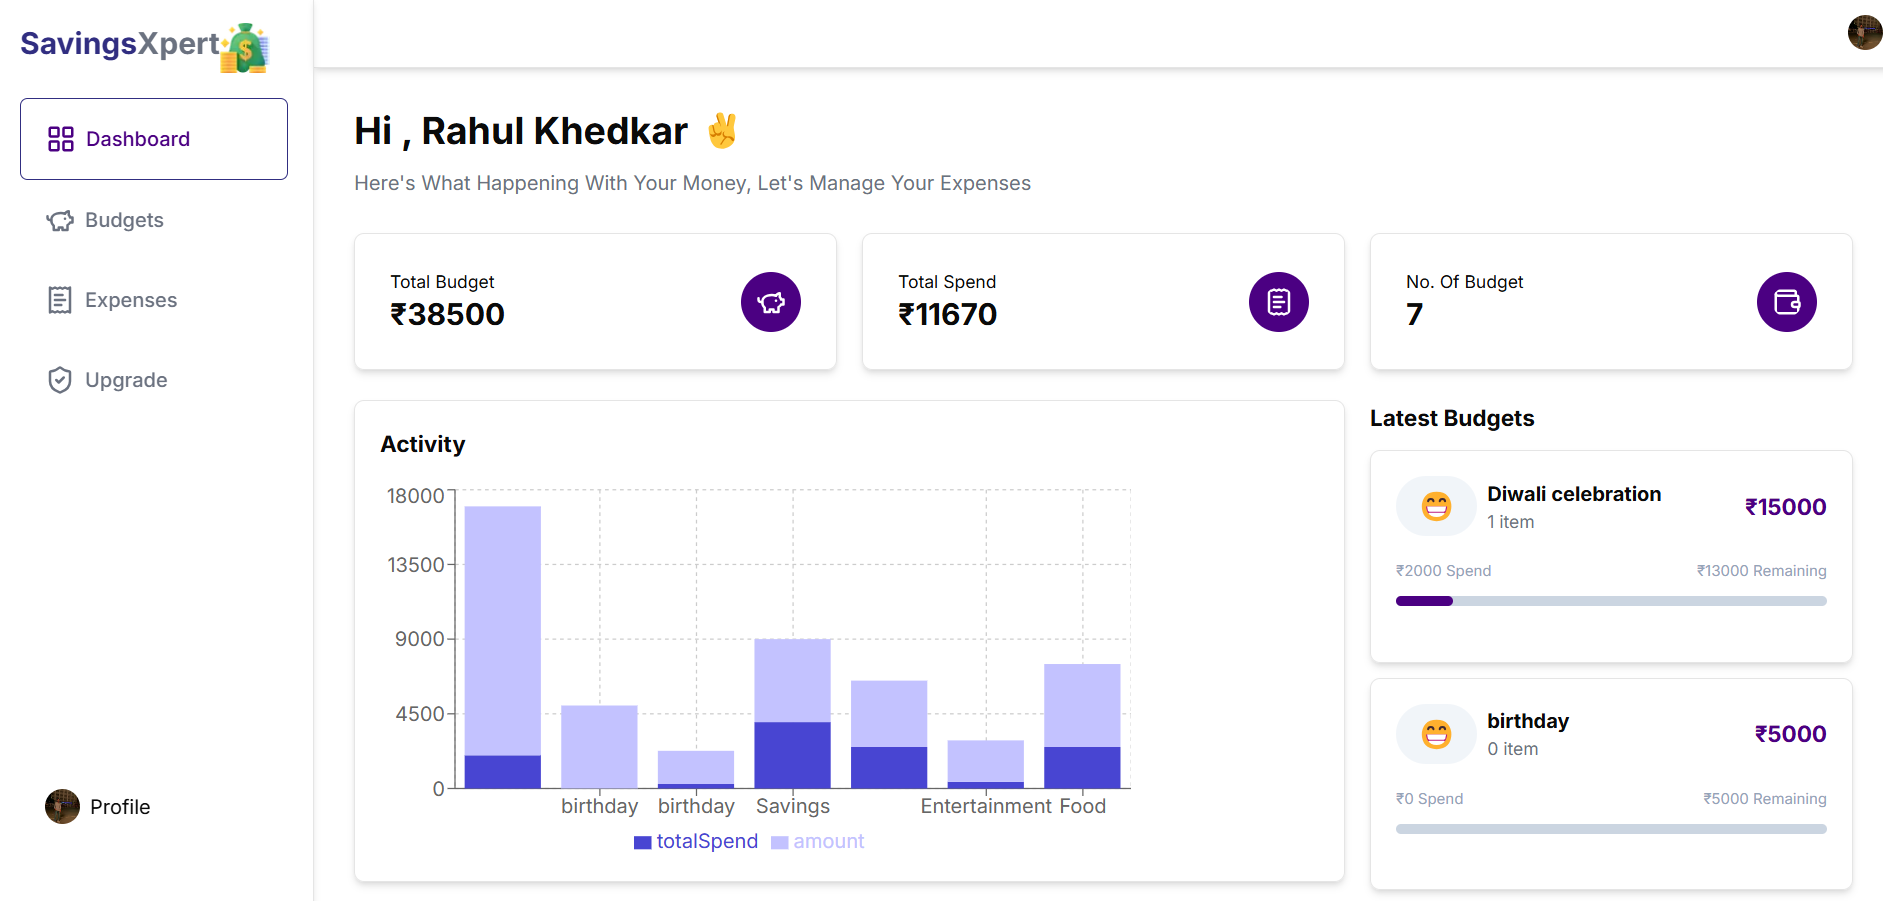 SavingsXpert
Dashboard
Budgets
Expenses
Upgrade
Profile
Hi , Rahul Khedkar ✌️
Here's What Happening With Your Money, Let's Manage Your Expenses
Total Budget
₹38500
Total Spend
₹11670
No. Of Budget
7
Activity
18000
13500
9000
4500
0
birthday birthday Savings Entertainment Food
totalSpend amount
Latest Budgets
Diwali celebration
1 item
₹15000
₹2000 Spend ₹13000 Remaining
birthday
0 item
₹5000
₹0 Spend ₹5000 Remaining